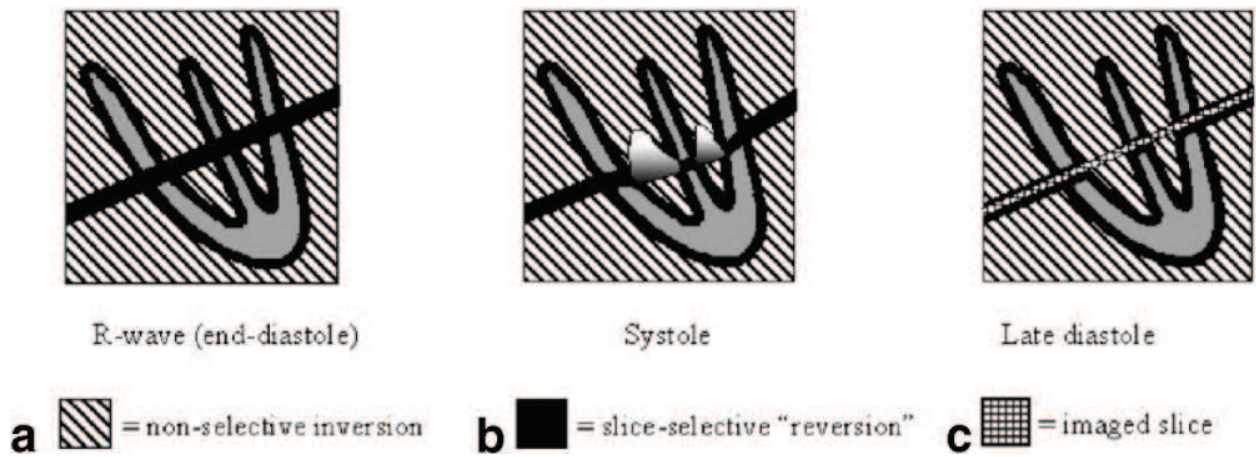 R-wave (end-diastole)
Systole
Late diastole
a = non-selective inversion
b = slice-selective “reversion”
c = imaged slice